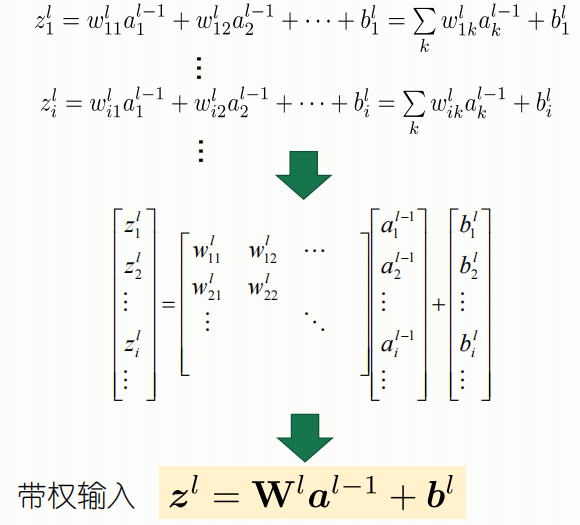 $z_1^l = w_{11}^l a_1^{l-1} + w_{12}^l a_2^{l-1} + \cdots + b_1^l = \sum_k w_{1k}^l a_k^{l-1} + b_1^l$
$\vdots$
$z_i^l = w_{i1}^l a_1^{l-1} + w_{i2}^l a_2^{l-1} + \cdots + b_i^l = \sum_k w_{ik}^l a_k^{l-1} + b_i^l$
$\vdots$
$\begin{bmatrix} z_1^l \\ z_2^l \\ \vdots \\ z_i^l \\ \vdots \end{bmatrix} = \begin{bmatrix} w_{11}^l & w_{12}^l & \cdots \\ w_{21}^l & w_{22}^l & \\ \vdots & & \ddots \end{bmatrix} \begin{bmatrix} a_1^{l-1} \\ a_2^{l-1} \\ \vdots \\ a_i^{l-1} \\ \vdots \end{bmatrix} + \begin{bmatrix} b_1^l \\ b_2^l \\ \vdots \\ b_i^l \\ \vdots \end{bmatrix}$
带权输入 $\boldsymbol{z}^l = \mathbf{W}^l \boldsymbol{a}^{l-1} + \boldsymbol{b}^l$